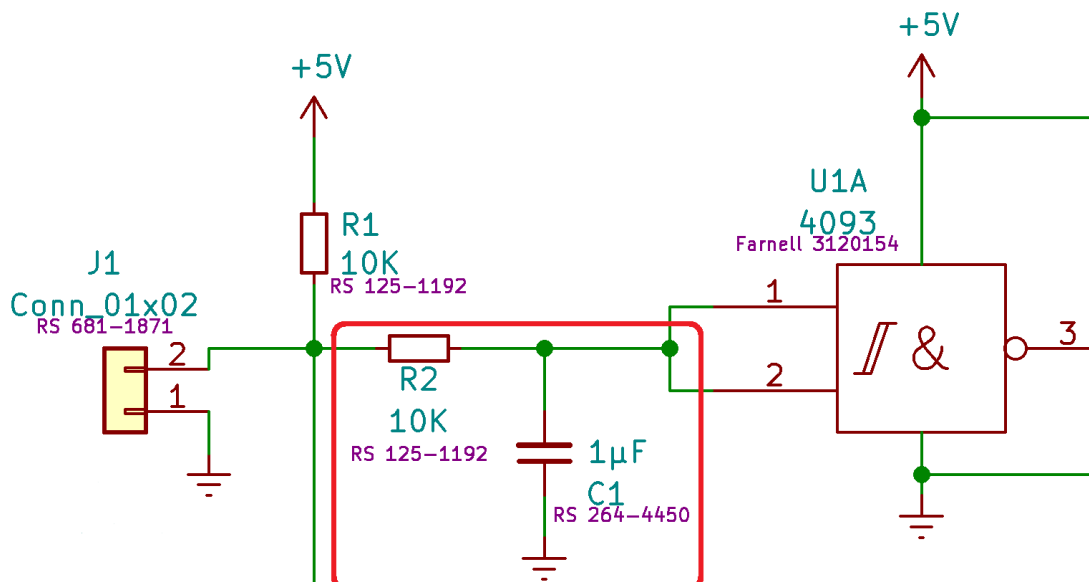 +5V
+5V
U1A
4093
Farnell 3120154
R1
10K
RS 125-1192
J1
Conn_01x02
RS 681-1871
2
1
R2
10K
RS 125-1192
1µF
C1
RS 264-4450
1
2
&
3